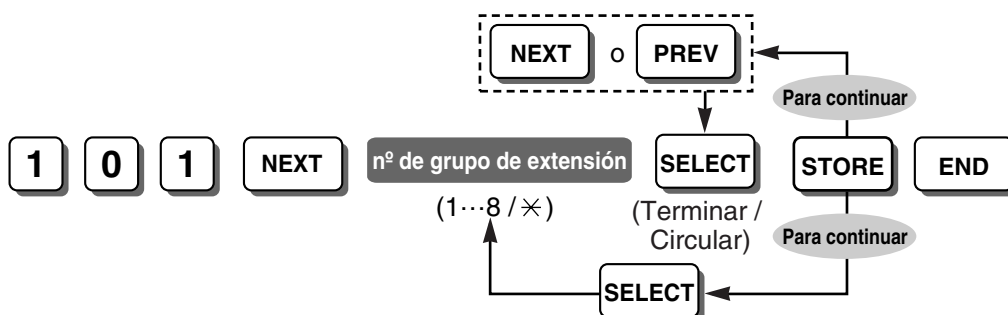 NEXT o PREV
Para continuar
1 0 1 NEXT nº de grupo de extensión SELECT STORE END
(1···8 / ✳)
(Terminar /
Circular)
Para continuar
SELECT